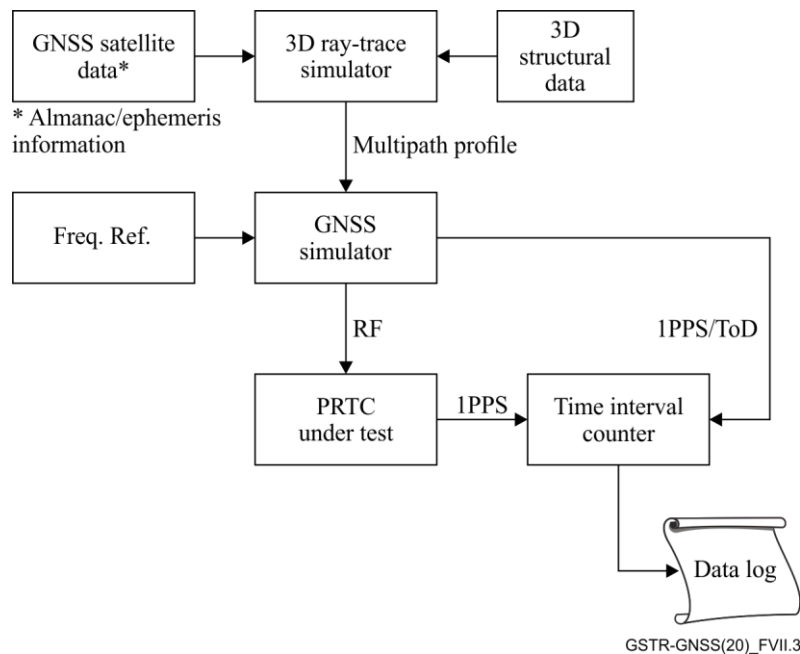 GNSS satellite
data*
3D ray-trace
simulator
3D
structural
data
* Almanac/ephemeris
information
Multipath profile
Freq. Ref.
GNSS
simulator
RF
1PPS/ToD
PRTC
under test
1PPS
Time interval
counter
Data log
GSTR-GNSS(20)_FVII.3